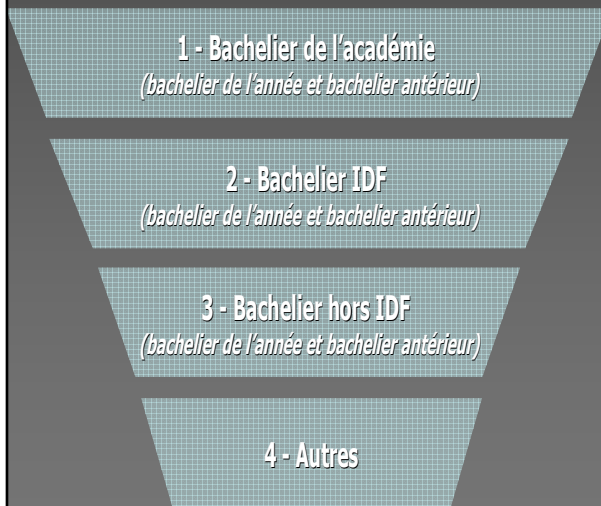 1 - Bachelier de l'académie
(bachelier de l'année et bachelier antérieur)
2 - Bachelier IDF
(bachelier de l'année et bachelier antérieur)
3 - Bachelier hors IDF
(bachelier de l'année et bachelier antérieur)
4 - Autres